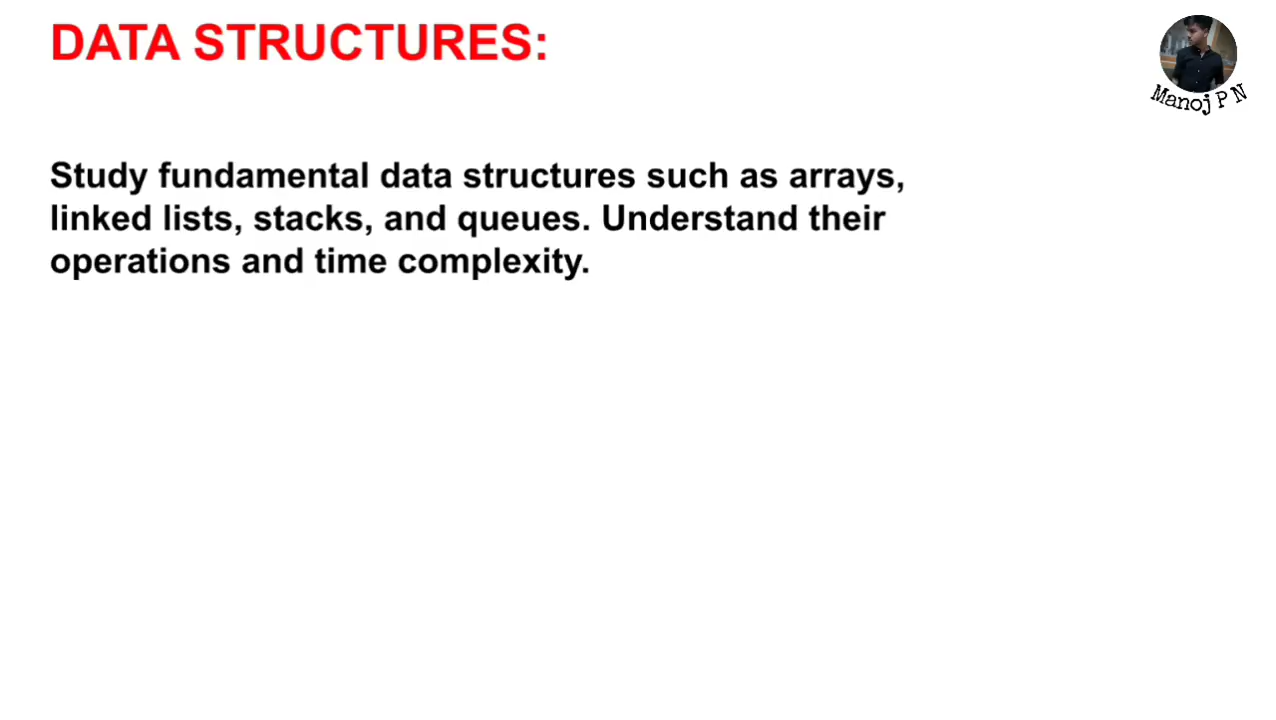 DATA STRUCTURES:
Manoj P N
Study fundamental data structures such as arrays,
linked lists, stacks, and queues. Understand their
operations and time complexity.